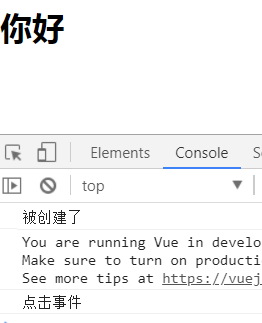 你好
Elements
Console
top
被创建了
You are running Vue in develo
Make sure to turn on producti
See more tips at https://vuej
点击事件